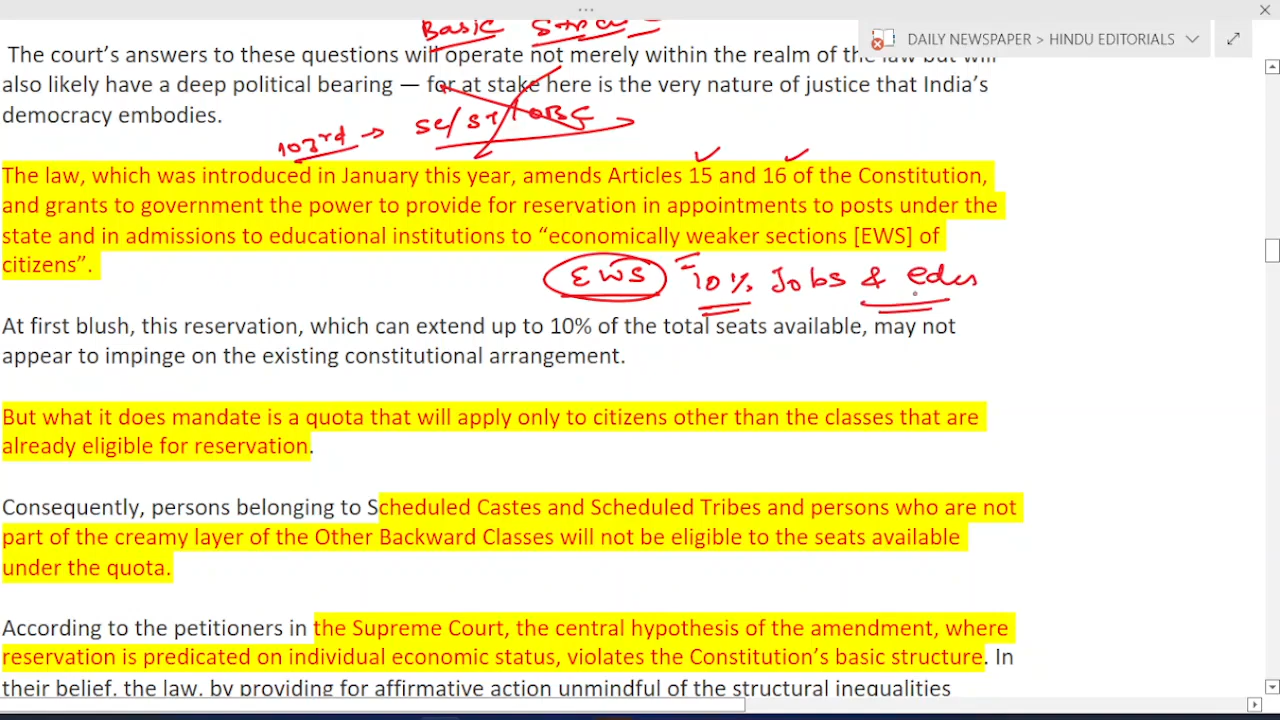 Basic Struc
DAILY NEWSPAPER > HINDU EDITORIALS
The court’s answers to these questions will operate not merely within the realm of the law but will
also likely have a deep political bearing — for at stake here is the very nature of justice that India’s
democracy embodies.
103rd → SC/ST/OBC
The law, which was introduced in January this year, amends Articles 15 and 16 of the Constitution,
and grants to government the power to provide for reservation in appointments to posts under the
state and in admissions to educational institutions to “economically weaker sections [EWS] of
citizens”.
EWS 10% Jobs & edu
At first blush, this reservation, which can extend up to 10% of the total seats available, may not
appear to impinge on the existing constitutional arrangement.
But what it does mandate is a quota that will apply only to citizens other than the classes that are
already eligible for reservation.
Consequently, persons belonging to Scheduled Castes and Scheduled Tribes and persons who are not
part of the creamy layer of the Other Backward Classes will not be eligible to the seats available
under the quota.
According to the petitioners in the Supreme Court, the central hypothesis of the amendment, where
reservation is predicated on individual economic status, violates the Constitution’s basic structure. In
their belief, the law, by providing for affirmative action unmindful of the structural inequalities